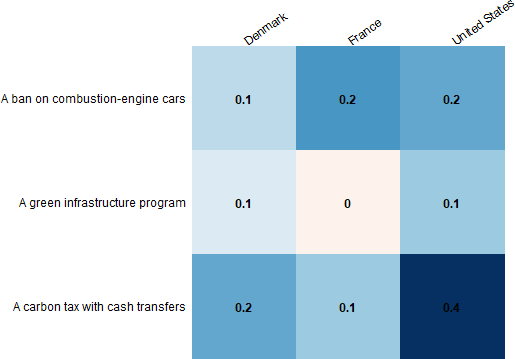 Denmark France United States
A ban on combustion-engine cars 0.1 0.2 0.2
A green infrastructure program 0.1 0 0.1
A carbon tax with cash transfers 0.2 0.1 0.4